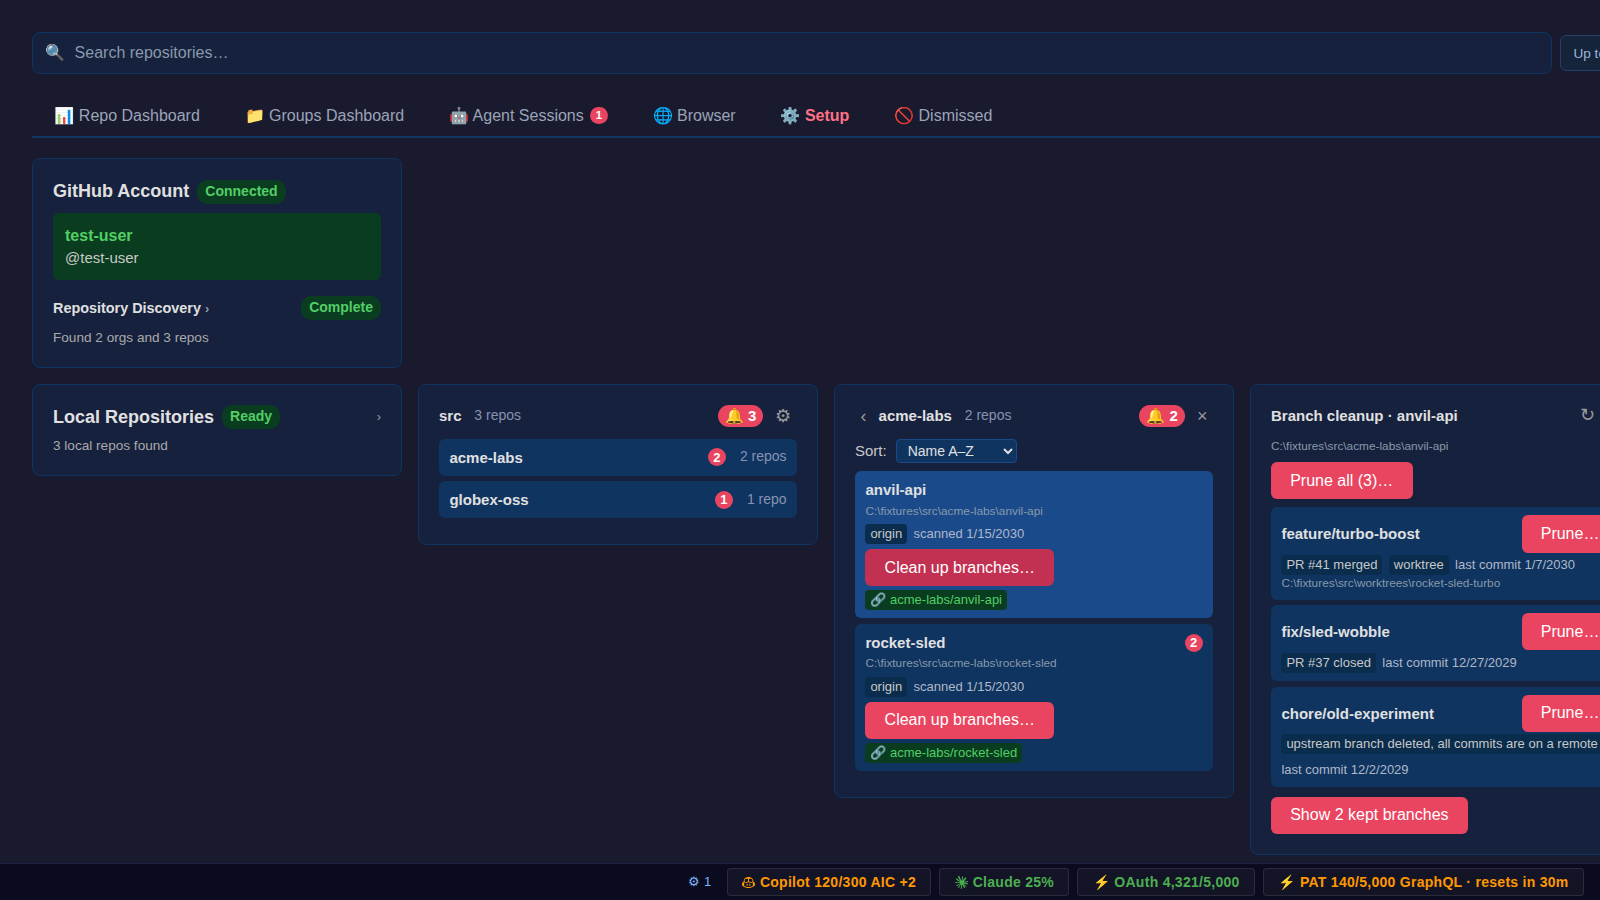 Search repositories…
Up to
Repo Dashboard
Groups Dashboard
Agent Sessions 1
Browser
Setup
Dismissed
GitHub Account Connected
test-user
@test-user
Repository Discovery › Complete
Found 2 orgs and 3 repos
Local Repositories Ready ›
3 local repos found
src 3 repos 3
acme-labs 2 2 repos
globex-oss 1 1 repo
‹ acme-labs 2 repos 2 ×
Sort: Name A–Z
anvil-api
C:\fixtures\src\acme-labs\anvil-api
origin scanned 1/15/2030
Clean up branches…
acme-labs/anvil-api
rocket-sled 2
C:\fixtures\src\acme-labs\rocket-sled
origin scanned 1/15/2030
Clean up branches…
acme-labs/rocket-sled
Branch cleanup · anvil-api ↻
C:\fixtures\src\acme-labs\anvil-api
Prune all (3)…
feature/turbo-boost Prune…
PR #41 merged worktree last commit 1/7/2030
C:\fixtures\src\worktrees\rocket-sled-turbo
fix/sled-wobble Prune…
PR #37 closed last commit 12/27/2029
chore/old-experiment Prune…
upstream branch deleted, all commits are on a remote
last commit 12/2/2029
Show 2 kept branches
1
Copilot 120/300 AIC +2
Claude 25%
OAuth 4,321/5,000
PAT 140/5,000 GraphQL · resets in 30m